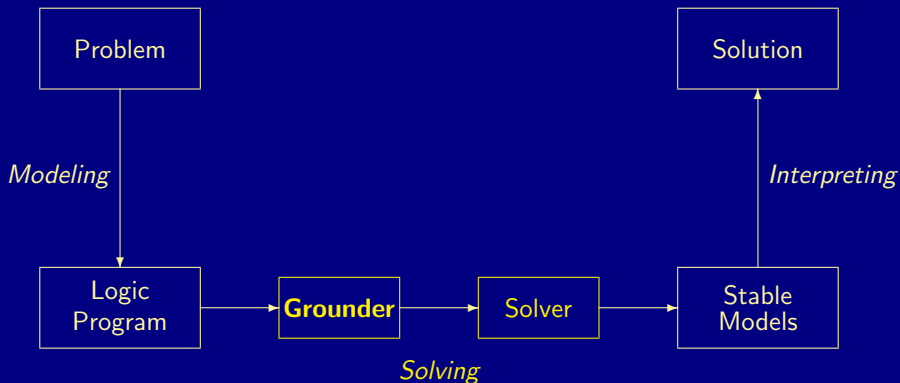 Problem
Solution
Modeling
Interpreting
Logic
Program
Grounder
Solver
Stable
Models
Solving